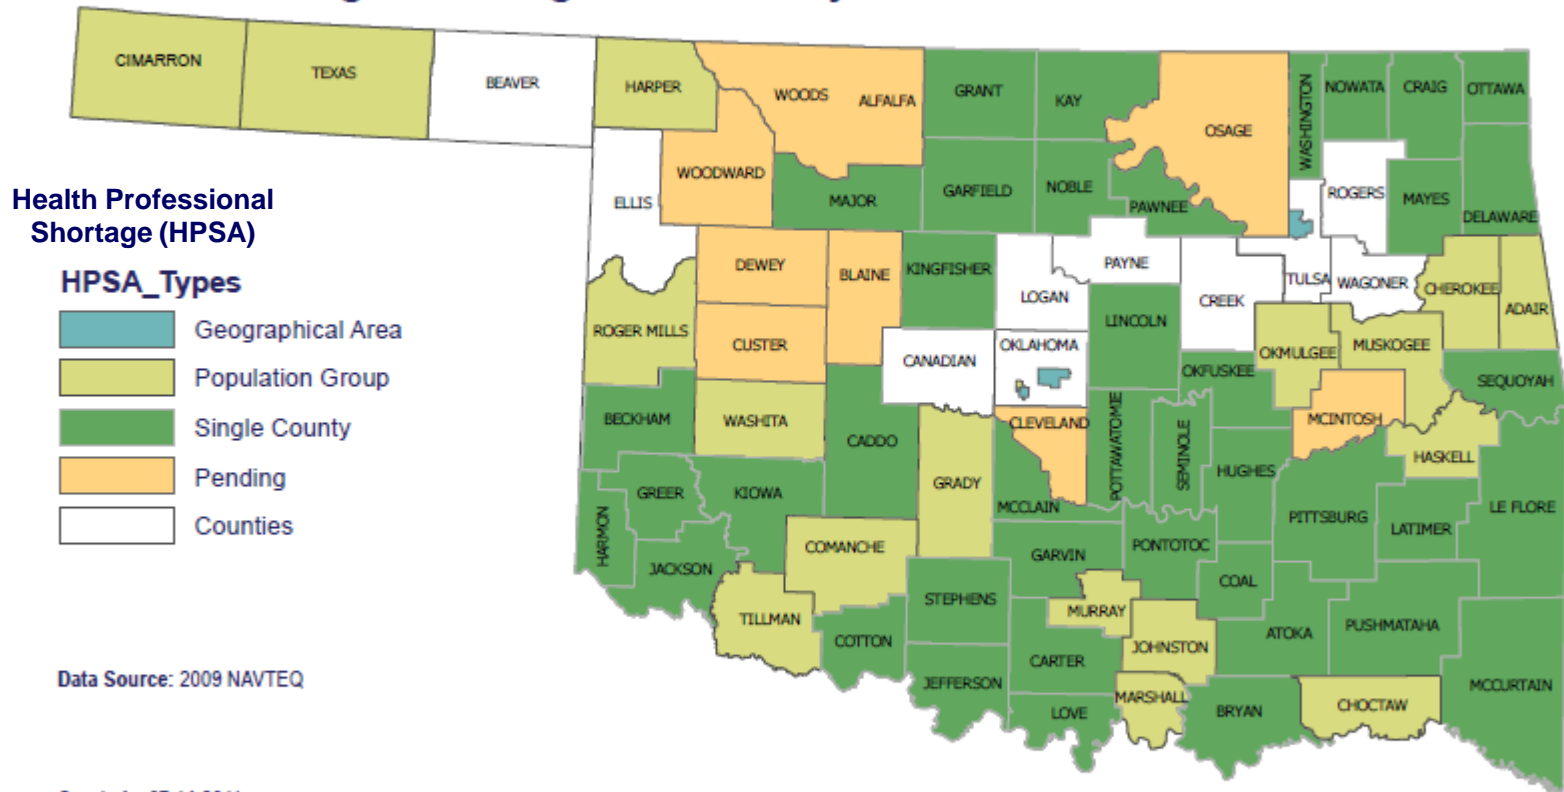 CIMARRON
TEXAS
BEAVER
HARPER
WOODS
ALFALFA
GRANT
KAY
OSAGE
WASHINGTON
NOWATA
CRAIG
OTTAWA
WOODWARD
ELLIS
MAJOR
GARFIELD
NOBLE
PAWNEE
ROGERS
MAYES
DELAWARE
Health Professional
Shortage (HPSA)
HPSA_Types
Geographical Area
Population Group
Single County
Pending
Counties
DEWEY
BLAINE
KINGFISHER
LOGAN
PAYNE
CREEK
TULSA
WAGONER
CHEROKEE
ADAIR
ROGER MILLS
CUSTER
CANADIAN
OKLAHOMA
LINCOLN
OKMULGEE
MUSKOGEE
OKFUSKEE
SEQUOYAH
BECKHAM
WASHITA
CADDO
CLEVELAND
POTTAWATOMIE
SEMINOLE
MCINTOSH
HASKELL
HUGHES
GREER
KIOWA
GRADY
MCCLAIN
PITTSBURG
LATIMER
LE FLORE
HARMON
JACKSON
COMANCHE
GARVIN
PONTOTOC
COAL
TILLMAN
STEPHENS
MURRAY
JOHNSTON
ATOKA
PUSHMATAHA
COTTON
CARTER
JEFFERSON
MARSHALL
LOVE
BRYAN
CHOCTAW
MCCURTAIN
Data Source: 2009 NAVTEQ